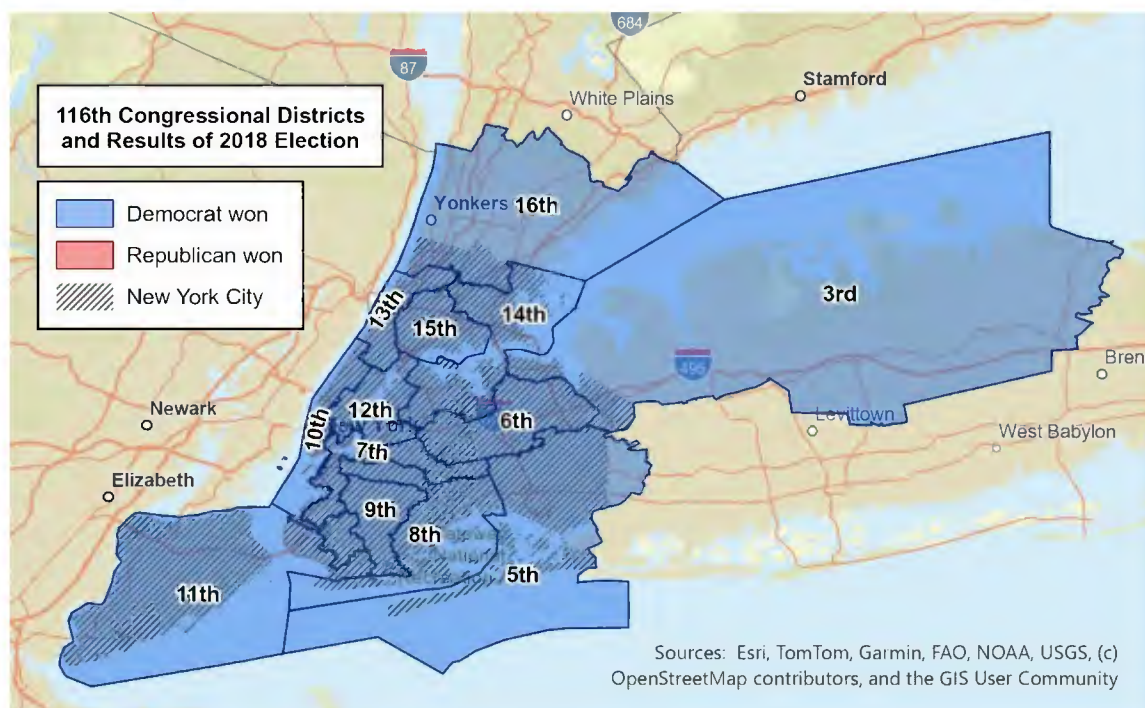 684
87
Stamford
White Plains
116th Congressional Districts
and Results of 2018 Election
Democrat won
Republican won
New York City
Yonkers
16th
13th
15th
14th
3rd
495
Bren
Newark
10th
12th
6th
Levittown
7th
West Babylon
Elizabeth
9th
8th
National
5th
11th
Sources: Esri, TomTom, Garmin, FAO, NOAA, USGS, (c)
OpenStreetMap contributors, and the GIS User Community